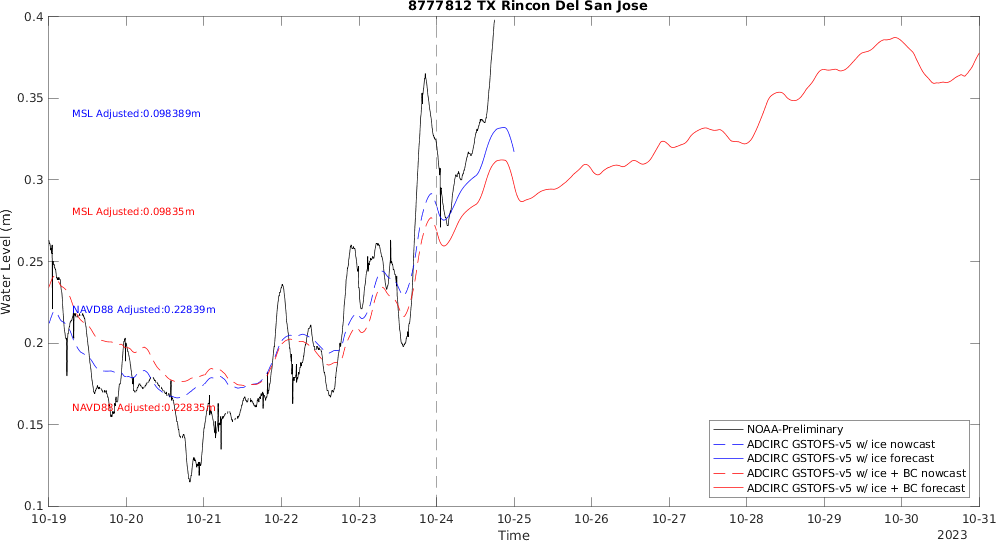 8777812 TX Rincon Del San Jose
Water Level (m)
0.4
0.35
0.3
0.25
0.2
0.15
0.1
MSL Adjusted:0.098389m
MSL Adjusted:0.09835m
NAVD88 Adjusted:0.22839m
NAVD88 Adjusted:0.22835m
NOAA-Preliminary
ADCIRC GSTOFS-v5 w/ ice nowcast
ADCIRC GSTOFS-v5 w/ ice forecast
ADCIRC GSTOFS-v5 w/ ice + BC nowcast
ADCIRC GSTOFS-v5 w/ ice + BC forecast
10-19 10-20 10-21 10-22 10-23 10-24 10-25 10-26 10-27 10-28 10-29 10-30 10-31
Time
2023